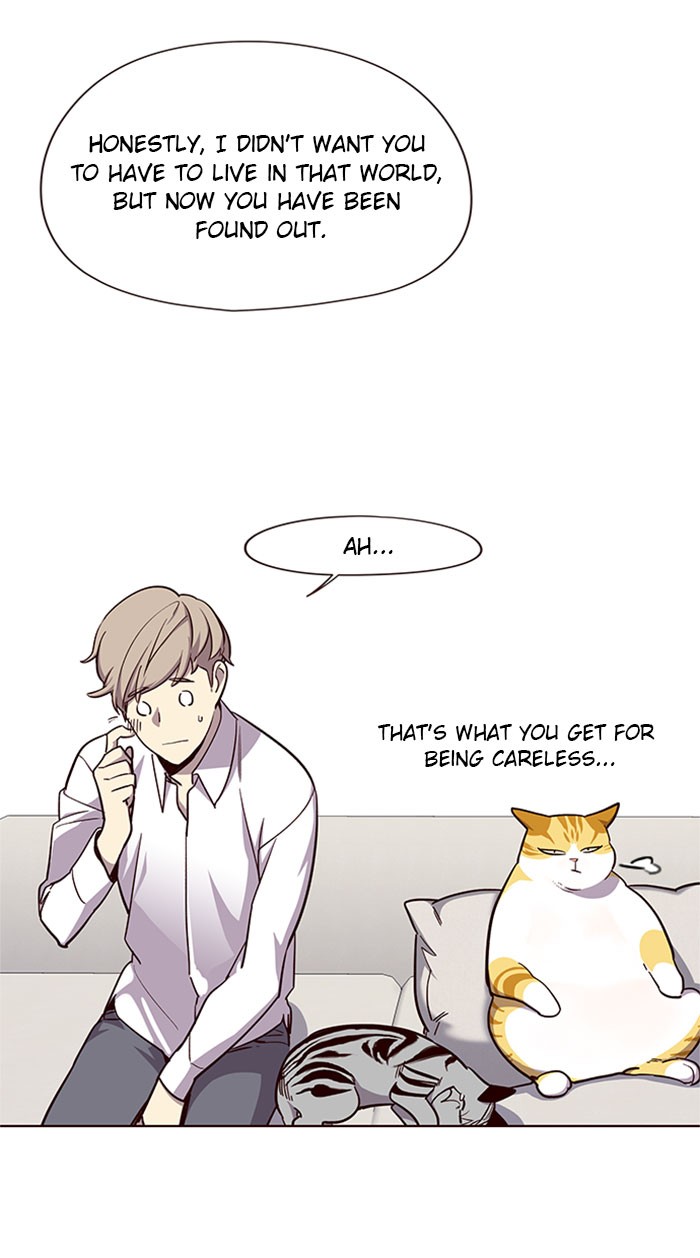 HONESTLY, I DIDN'T WANT YOU
TO HAVE TO LIVE IN THAT WORLD,
BUT NOW YOU HAVE BEEN
FOUND OUT.
AH...
THAT'S WHAT YOU GET FOR
BEING CARELESS...